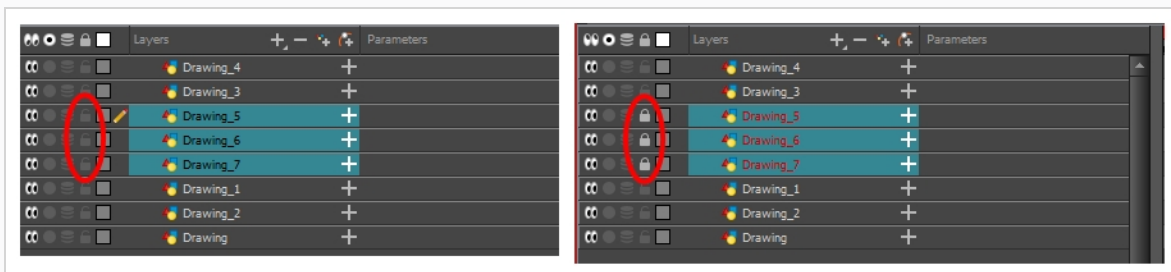 Layers Parameters
Drawing_4
Drawing_3
Drawing_5
Drawing_6
Drawing_7
Drawing_1
Drawing_2
Drawing
Layers Parameters
Drawing_4
Drawing_3
Drawing_5
Drawing_6
Drawing_7
Drawing_1
Drawing_2
Drawing